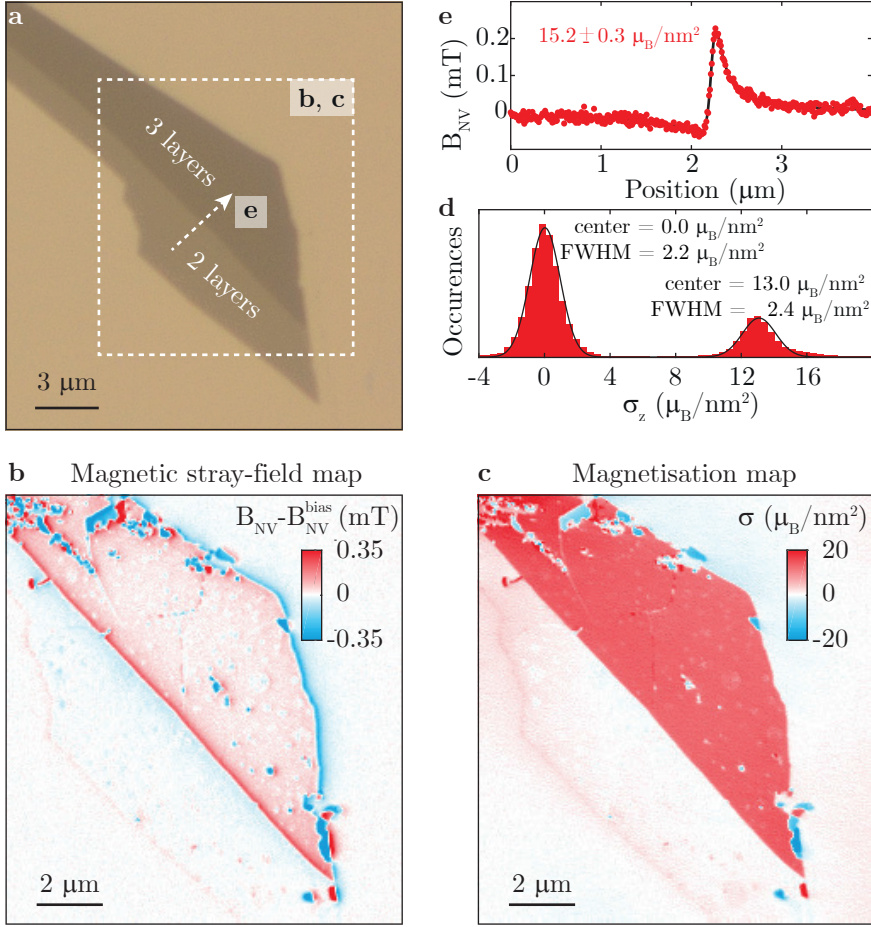 a
b, c
3 layers
e
2 layers
3 μm
e
15.2 ± 0.3 μ_B/nm²
B_NV (mT)
0.2
0.1
0
0 1 2 3
Position (μm)
d
Occurences
center = 0.0 μ_B/nm²
FWHM = 2.2 μ_B/nm²
center = 13.0 μ_B/nm²
FWHM = 2.4 μ_B/nm²
-4 0 4 8 12 16
σ_z (μ_B/nm²)
b Magnetic stray-field map
B_NV-B_NV^bias (mT)
0.35
0
-0.35
2 μm
c Magnetisation map
σ (μ_B/nm²)
20
0
-20
2 μm